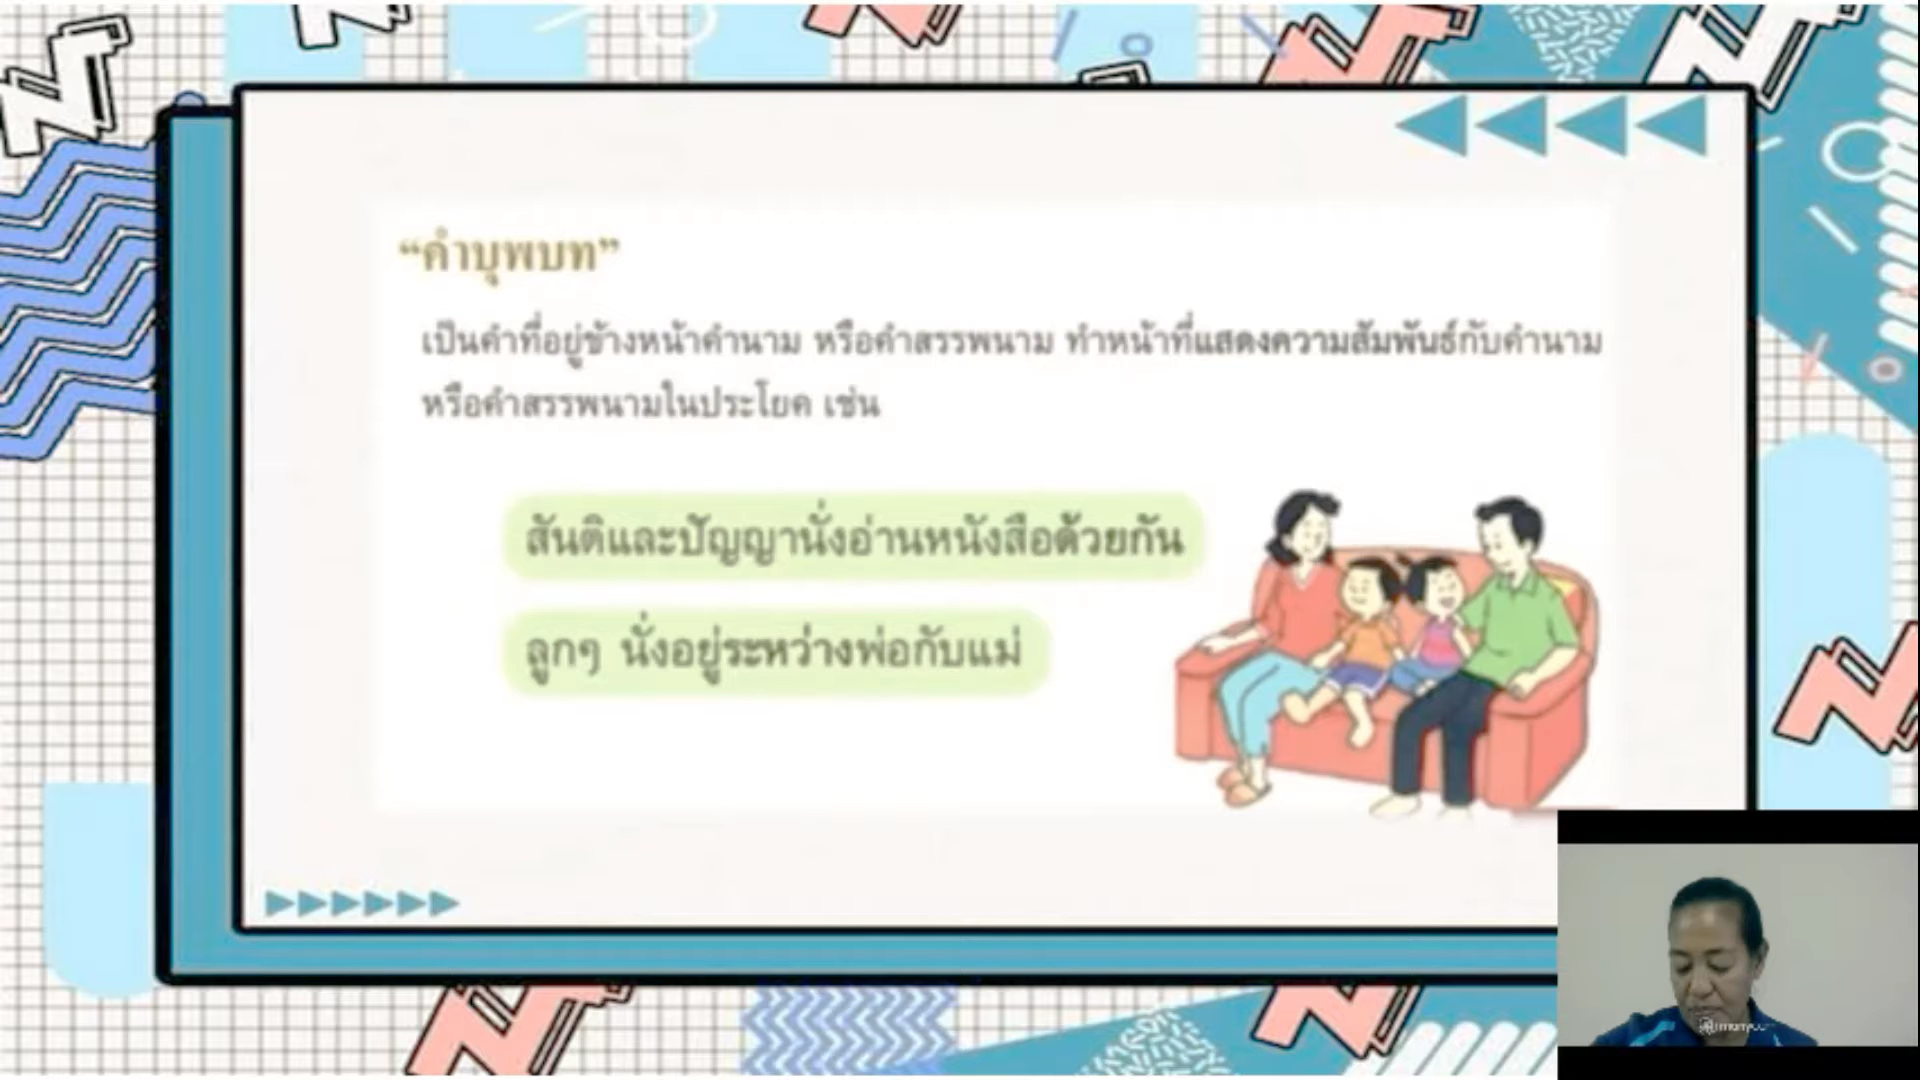 “คำบุพบท”
เป็นคำที่อยู่ข้างหน้าคำนาม หรือคำสรรพนาม ทำหน้าที่แสดงความสัมพันธ์กับคำนาม
หรือคำสรรพนามในประโยค เช่น
สันติและปัญญานั่งอ่านหนังสือด้วยกัน
ลูกๆ นั่งอยู่ระหว่างพ่อกับแม่